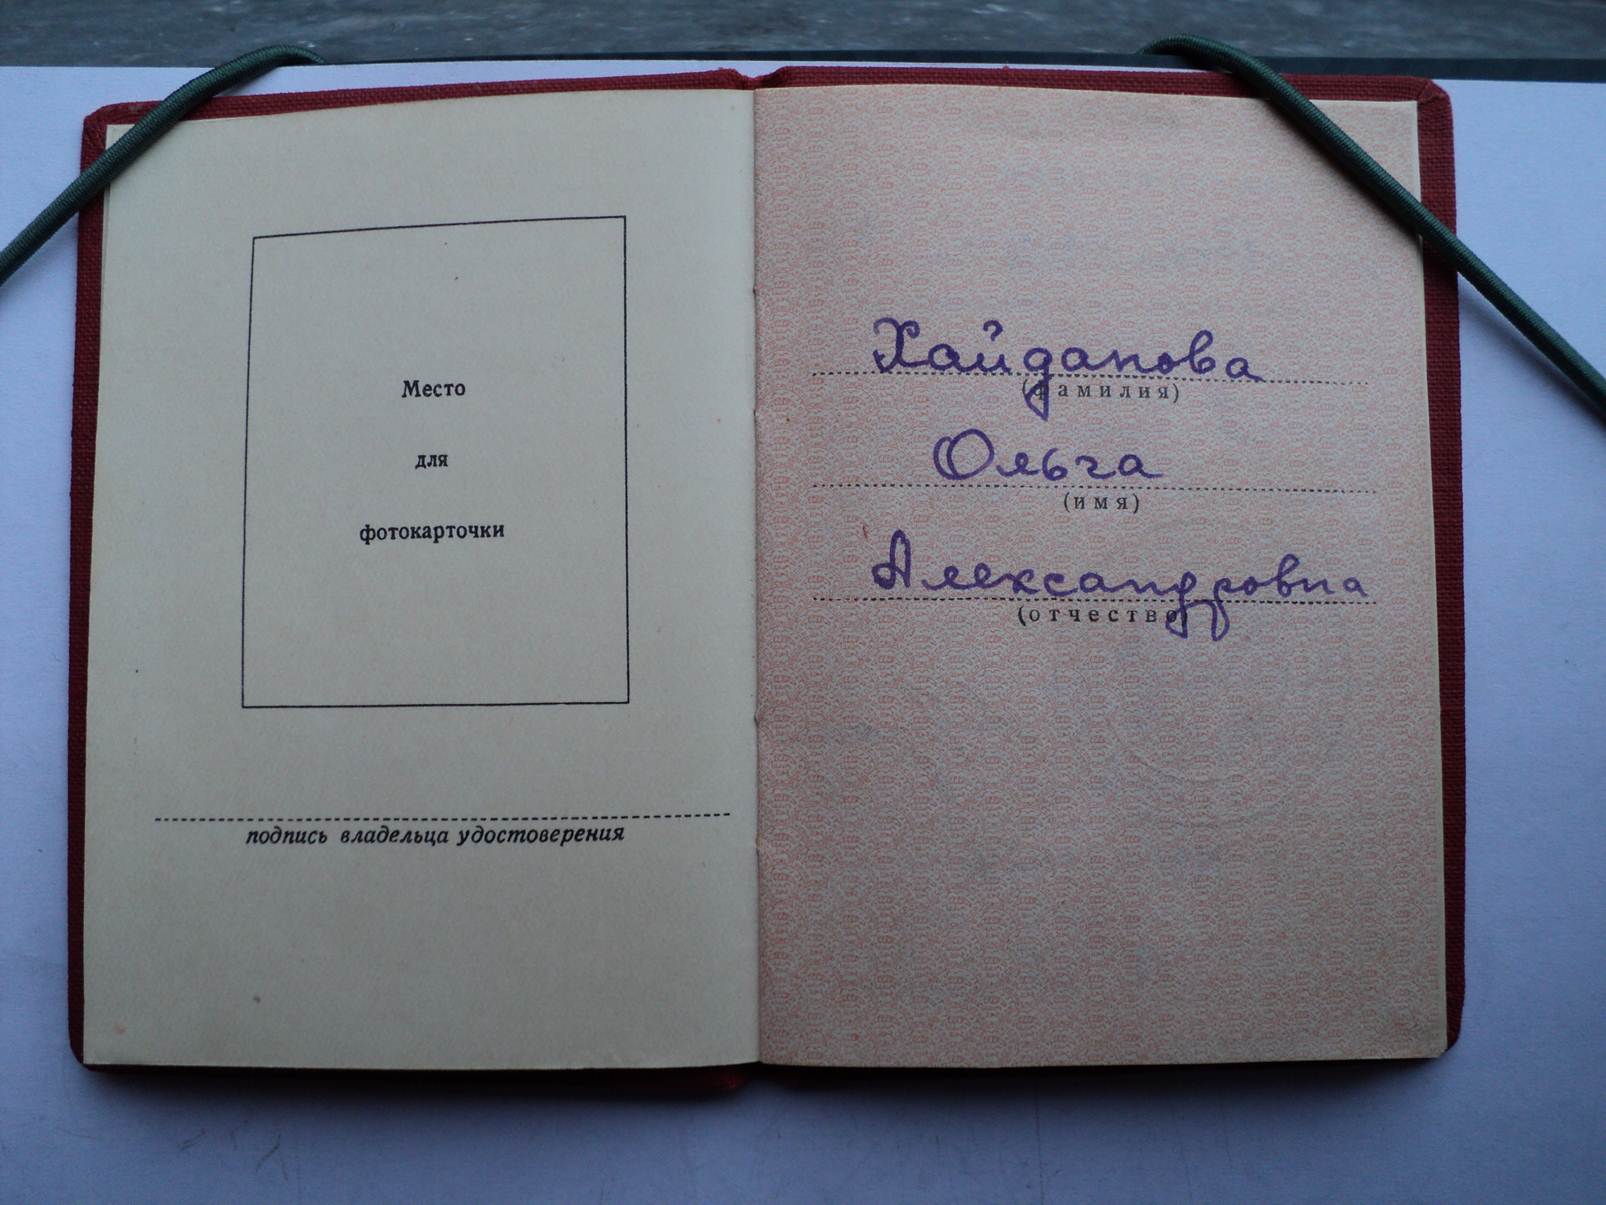 Место
для
фотокарточки
подпись владельца удостоверения
Хайданова
(фамилия)
Ольга
(имя)
Александровна
(отчество)